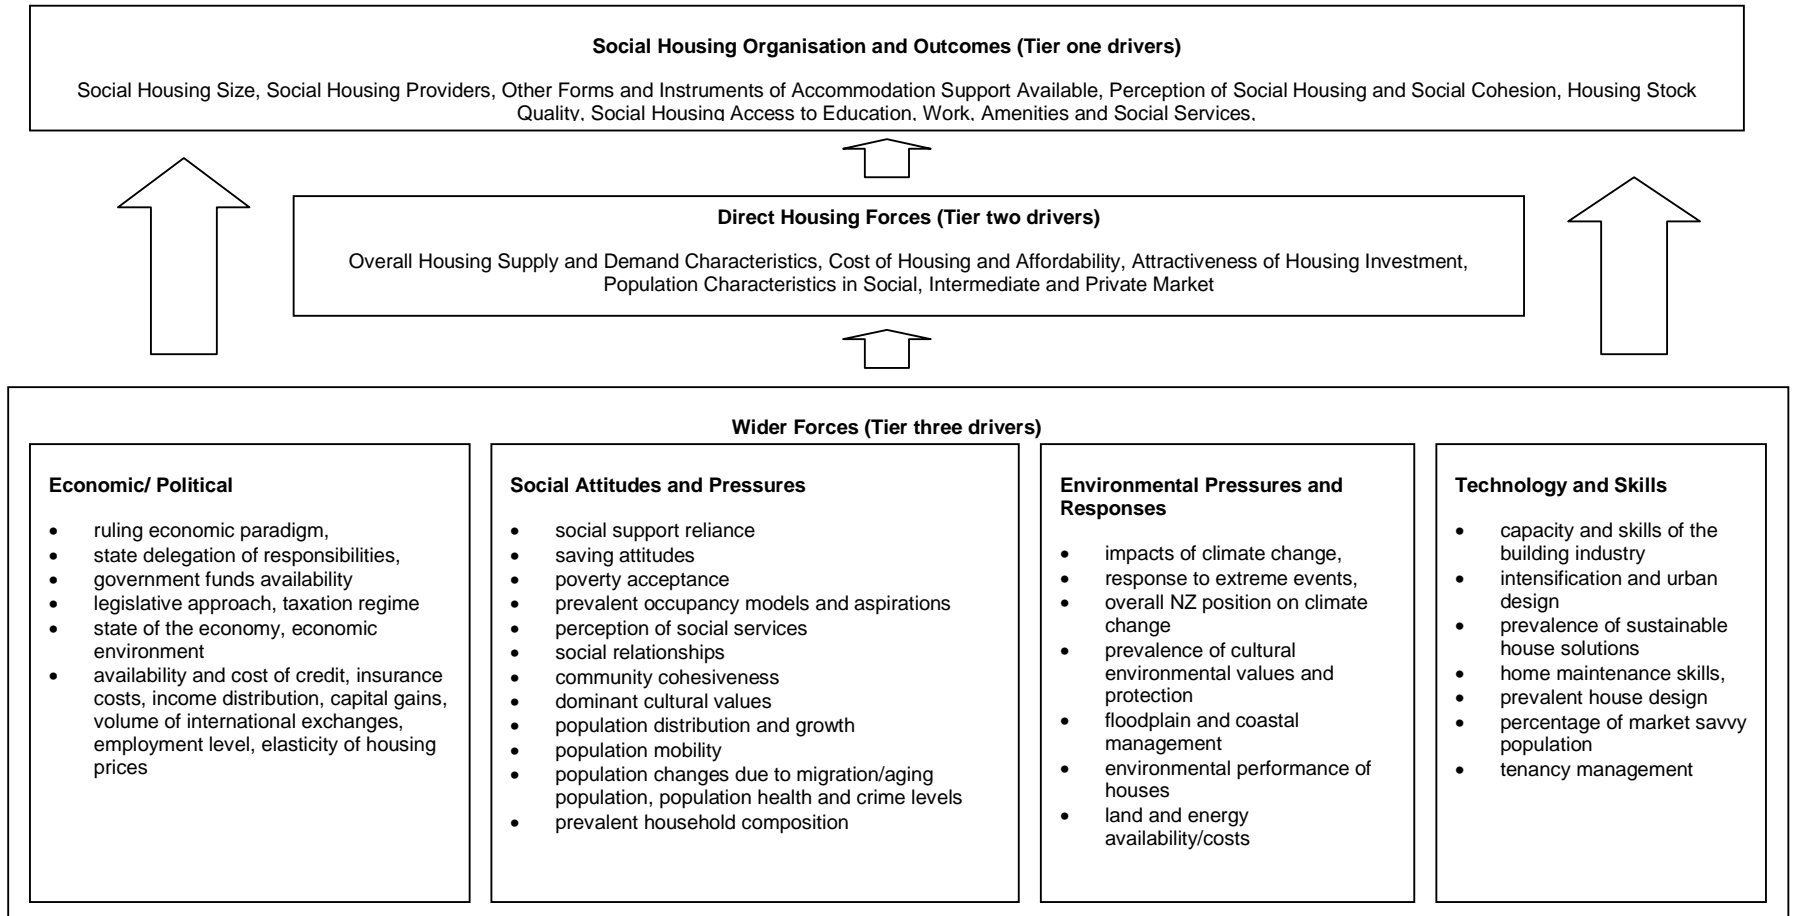 Social Housing Organisation and Outcomes (Tier one drivers)
Social Housing Size, Social Housing Providers, Other Forms and Instruments of Accommodation Support Available, Perception of Social Housing and Social Cohesion, Housing Stock
Quality, Social Housing Access to Education, Work, Amenities and Social Services,
Direct Housing Forces (Tier two drivers)
Overall Housing Supply and Demand Characteristics, Cost of Housing and Affordability, Attractiveness of Housing Investment,
Population Characteristics in Social, Intermediate and Private Market
Wider Forces (Tier three drivers)
Economic/ Political
• ruling economic paradigm,
• state delegation of responsibilities,
• government funds availability
• legislative approach, taxation regime
• state of the economy, economic
environment
• availability and cost of credit, insurance
costs, income distribution, capital gains,
volume of international exchanges,
employment level, elasticity of housing
prices
Social Attitudes and Pressures
• social support reliance
• saving attitudes
• poverty acceptance
• prevalent occupancy models and aspirations
• perception of social services
• social relationships
• community cohesiveness
• dominant cultural values
• population distribution and growth
• population mobility
• population changes due to migration/aging
population, population health and crime levels
• prevalent household composition
Environmental Pressures and
Responses
• impacts of climate change,
• response to extreme events,
• overall NZ position on climate
change
• prevalence of cultural
environmental values and
protection
• floodplain and coastal
management
• environmental performance of
houses
• land and energy
availability/costs
Technology and Skills
• capacity and skills of the
building industry
• intensification and urban
design
• prevalence of sustainable
house solutions
• home maintenance skills,
• prevalent house design
• percentage of market savvy
population
• tenancy management